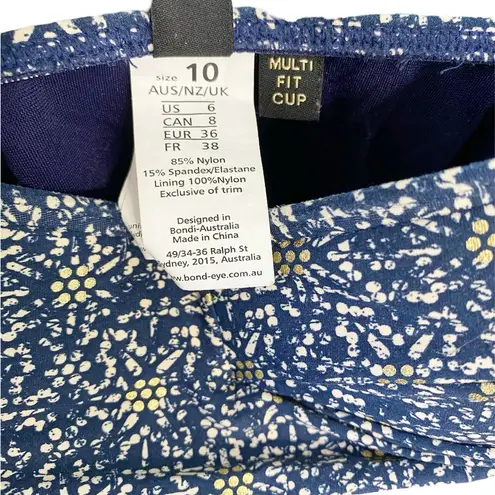 size 10
AUS/NZ/UK
US 6
CAN 8
EUR 36
FR 38
85% Nylon
15% Spandex/Elastane
Lining 100%Nylon
Exclusive of trim
Designed in
Bondi-Australia
Made in China
49/34-36 Ralph St
ydney, 2015, Australia
ww.bond-eye.com.au
MULTI
FIT
CUP